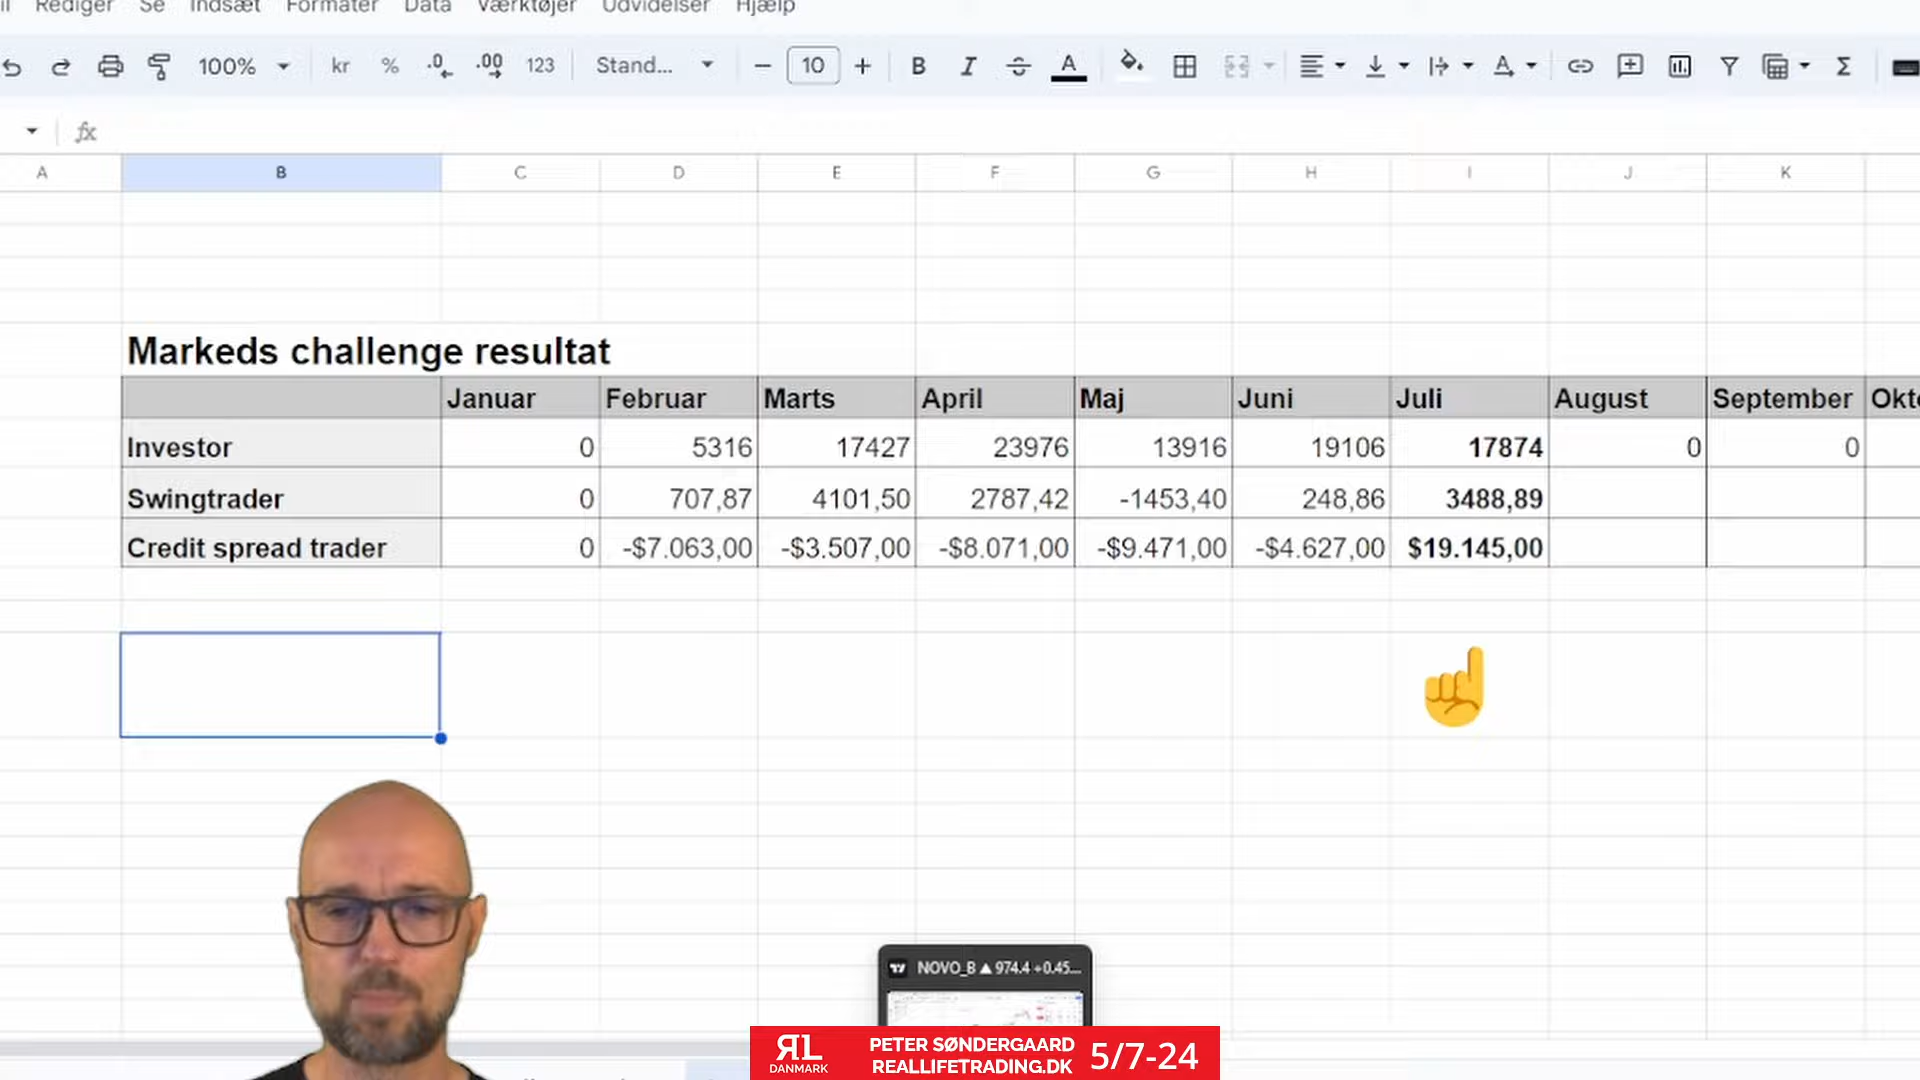 Rediger Se Indsæt Formater Data Værktøjer Udvidelser Hjælp
100% kr % .0 .00 123 Stand... 10 B I S A
fx
A B C D E F G H I J K
Markeds challenge resultat
Januar Februar Marts April Maj Juni Juli August September Okto
Investor 0 5316 17427 23976 13916 19106 17874 0 0
Swingtrader 0 707,87 4101,50 2787,42 -1453,40 248,86 3488,89
Credit spread trader 0 -$7.063,00 -$3.507,00 -$8.071,00 -$9.471,00 -$4.627,00 $19.145,00
NOVO_B ▲ 974.4 +0.45...
RL
DANMARK
PETER SØNDERGAARD
REALLIFETRADING.DK
5/7-24